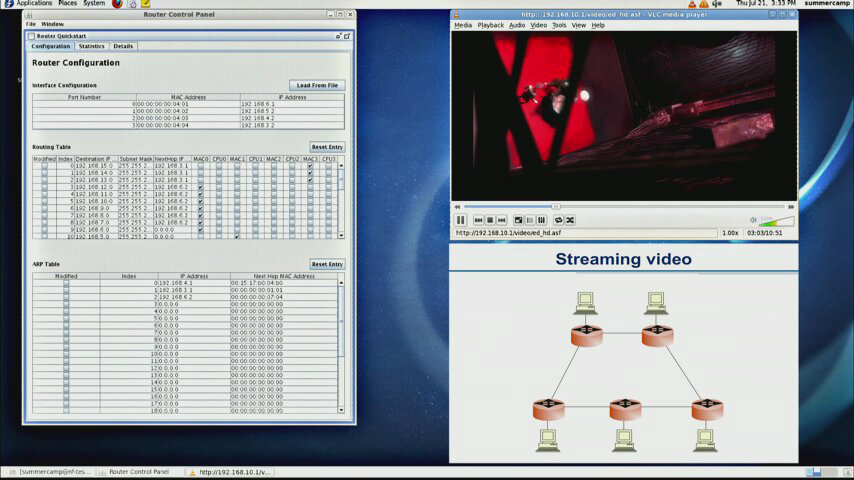 Applications Places System
Thu Jul 21, 3:33 PM summercamp
Router Control Panel
File Window
Router Quickstart
Configuration Statistics Details
Router Configuration
Interface Configuration
Load From File
Port Number MAC Address IP Address
0 00:00:00:00:04:01 192.168.6.1
1 00:00:00:00:04:02 192.168.5.2
2 00:00:00:00:04:03 192.168.4.2
3 00:00:00:00:04:04 192.168.3.2
Routing Table
Reset Entry
Modified Index Destination IP... Subnet Mask NextHop IP MAC0 CPU0 MAC1 CPU1 MAC2 CPU2 MAC3 CPU3
0 192.168.15.0 255.255.2... 192.168.3.1
1 192.168.14.0 255.255.2... 192.168.3.1
2 192.168.13.0 255.255.2... 192.168.3.1
3 192.168.12.0 255.255.2... 192.168.6.2
4 192.168.11.0 255.255.2... 192.168.6.2
5 192.168.10.0 255.255.2... 192.168.6.2
6 192.168.9.0 255.255.2... 192.168.6.2
7 192.168.8.0 255.255.2... 192.168.6.2
8 192.168.7.0 255.255.2... 192.168.6.2
9 192.168.6.0 255.255.2... 0.0.0.0
10 192.168.5.0 255.255.2... 0.0.0.0
ARP Table
Reset Entry
Modified Index IP Address Next Hop MAC Address
0 192.168.4.1 00:15:17:b0:04:b0
1 192.168.3.1 00:00:00:00:01:01
2 192.168.6.2 00:00:00:00:07:04
3 0.0.0.0 00:00:00:00:00:00
4 0.0.0.0 00:00:00:00:00:00
5 0.0.0.0 00:00:00:00:00:00
6 0.0.0.0 00:00:00:00:00:00
7 0.0.0.0 00:00:00:00:00:00
8 0.0.0.0 00:00:00:00:00:00
9 0.0.0.0 00:00:00:00:00:00
10 0.0.0.0 00:00:00:00:00:00
11 0.0.0.0 00:00:00:00:00:00
12 0.0.0.0 00:00:00:00:00:00
13 0.0.0.0 00:00:00:00:00:00
14 0.0.0.0 00:00:00:00:00:00
15 0.0.0.0 00:00:00:00:00:00
16 0.0.0.0 00:00:00:00:00:00
17 0.0.0.0 00:00:00:00:00:00
18 0.0.0.0 00:00:00:00:00:00
http://192.168.10.1/video/ed_hd.asf - VLC media player
Media Playback Audio Video Tools View Help
100%
http://192.168.10.1/video/ed_hd.asf 1.00x 03:03/10:51
Streaming video
[summercamp@nf-tes... Router Control Panel http://192.168.10.1/v...